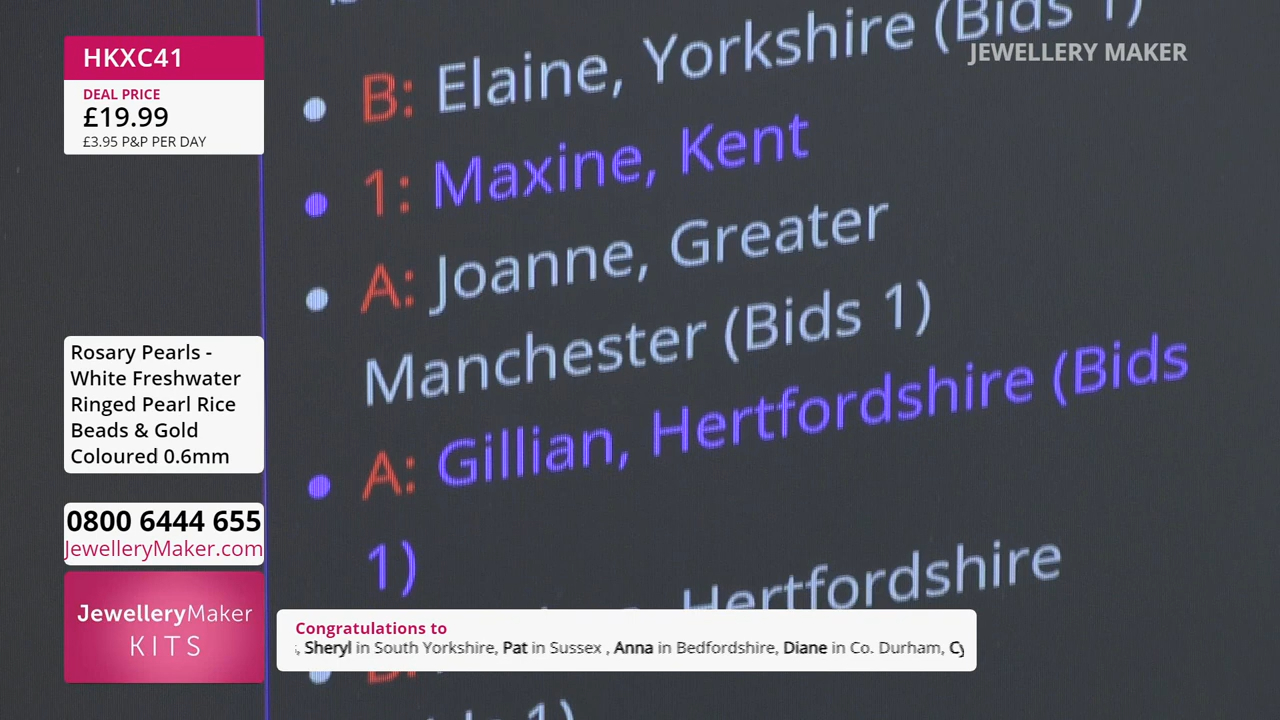 HKXC41
DEAL PRICE
£19.99
£3.95 P&P PER DAY
JEWELLERY MAKER
B: Elaine, Yorkshire (Bids 1)
1: Maxine, Kent
A: Joanne, Greater
Manchester (Bids 1)
A: Gillian, Hertfordshire (Bids
1)
Hertfordshire
Rosary Pearls -
White Freshwater
Ringed Pearl Rice
Beads & Gold
Coloured 0.6mm
0800 6444 655
JewelleryMaker.com
JewelleryMaker
KITS
Congratulations to
, Sheryl in South Yorkshire, Pat in Sussex , Anna in Bedfordshire, Diane in Co. Durham,
1)